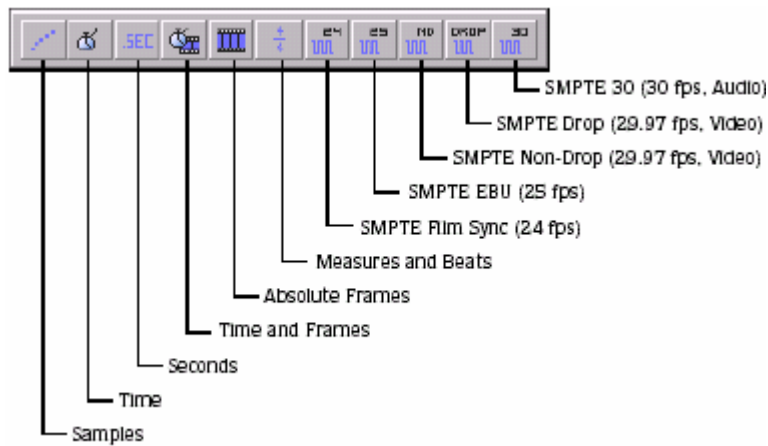 .SEC
24
25
ND
DROP
30
SMPTE 30 (30 fps, Audio)
SMPTE Drop (29.97 fps, Video)
SMPTE Non-Drop (29.97 fps, Video)
SMPTE EBU (25 fps)
SMPTE Film Sync (24 fps)
Measures and Beats
Absolute Frames
Time and Frames
Seconds
Time
Samples